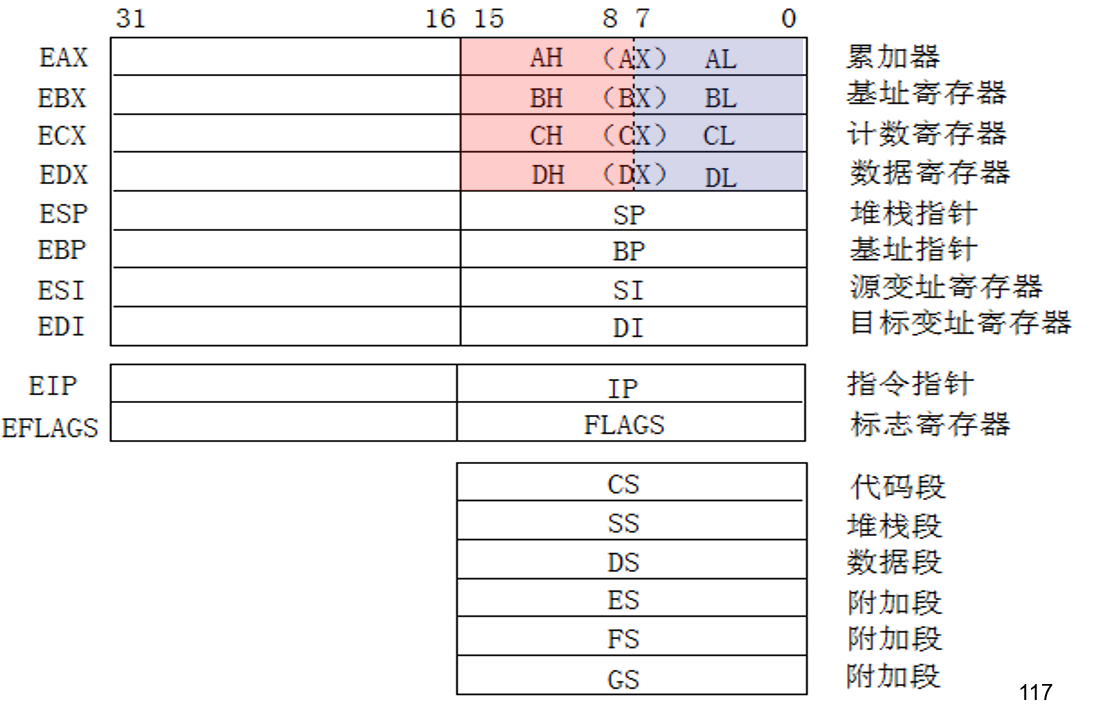 31 16 15 8 7 0
EAX AH (AX) AL 累加器
EBX BH (BX) BL 基址寄存器
ECX CH (CX) CL 计数寄存器
EDX DH (DX) DL 数据寄存器
ESP SP 堆栈指针
EBP BP 基址指针
ESI SI 源变址寄存器
EDI DI 目标变址寄存器
EIP IP 指令指针
EFLAGS FLAGS 标志寄存器
CS 代码段
SS 堆栈段
DS 数据段
ES 附加段
FS 附加段
GS 附加段
117